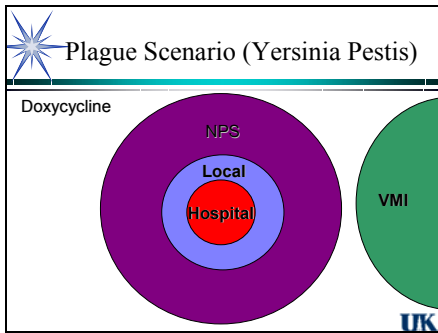 Plague Scenario (Yersinia Pestis)
Doxycycline
NPS
Local
Hospital
VMI
UK